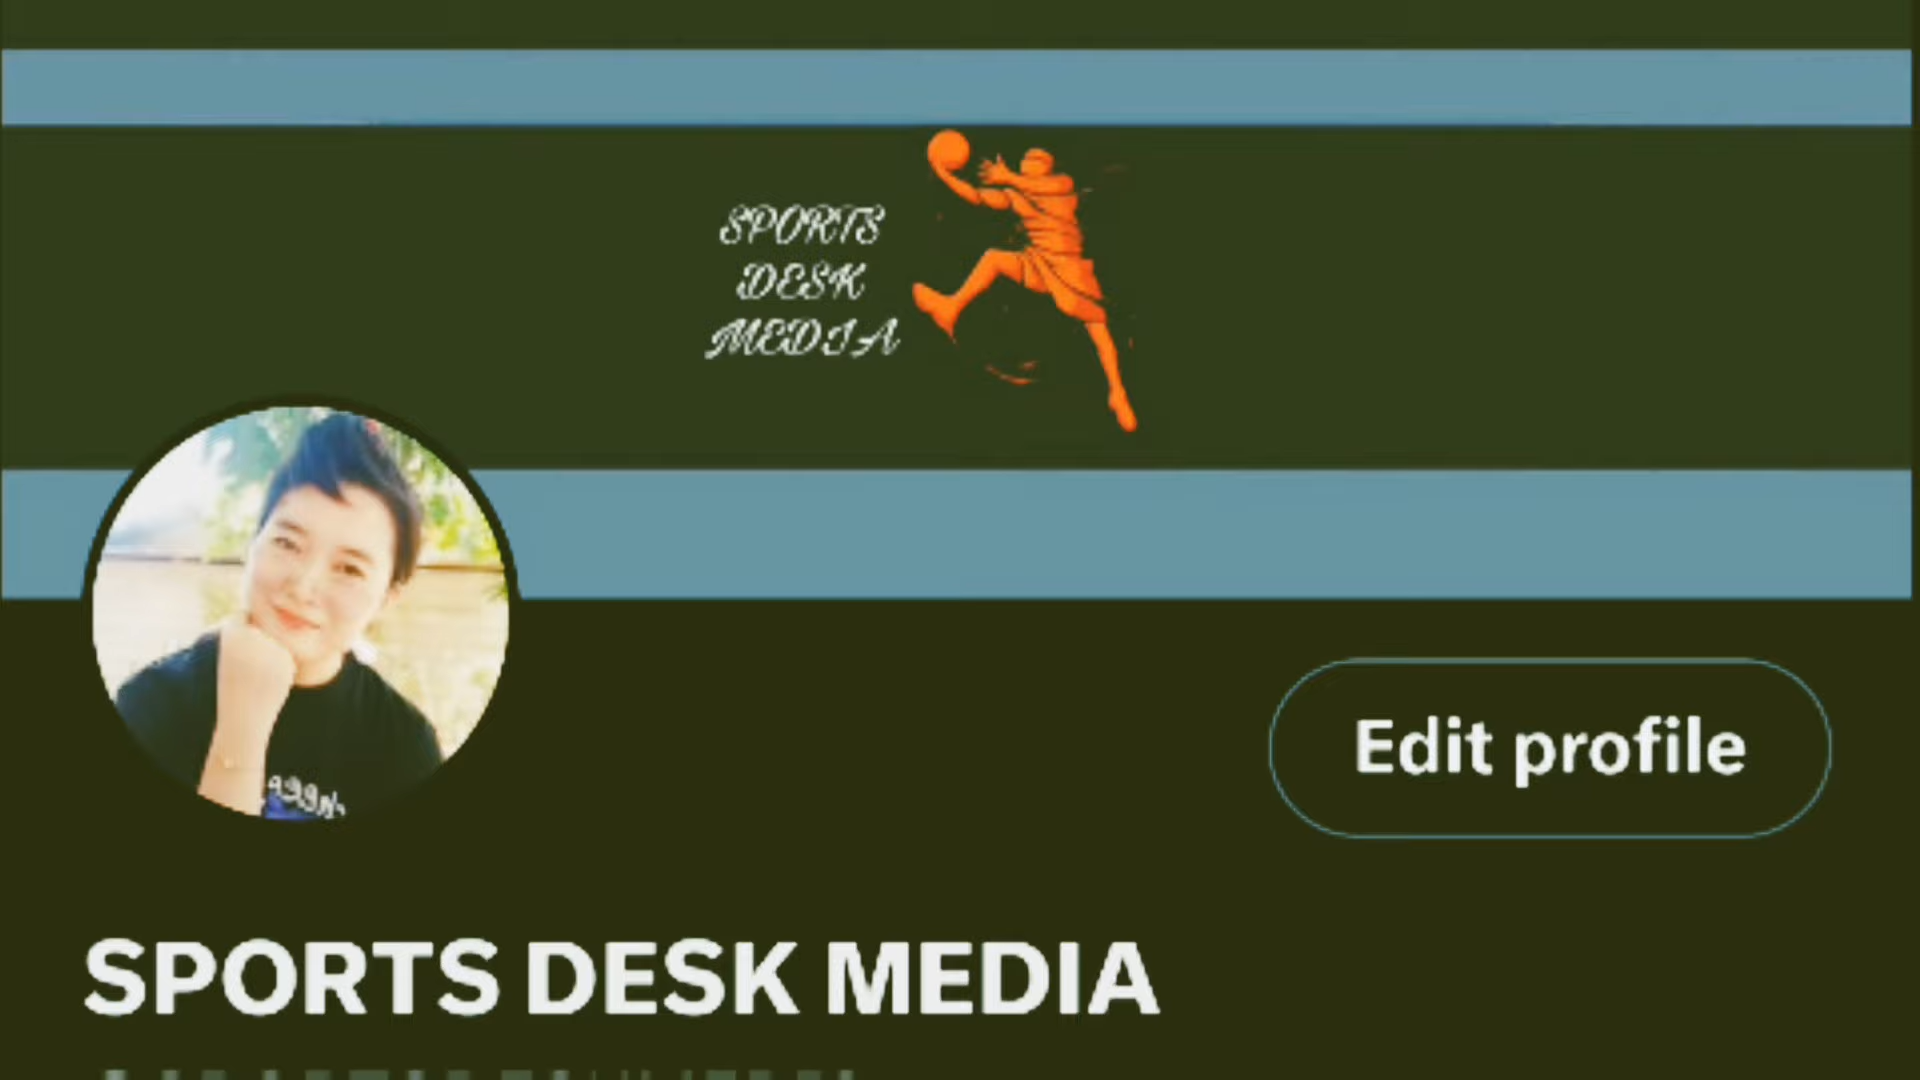 SPORTS
DESK
MEDIA
Edit profile
SPORTS DESK MEDIA